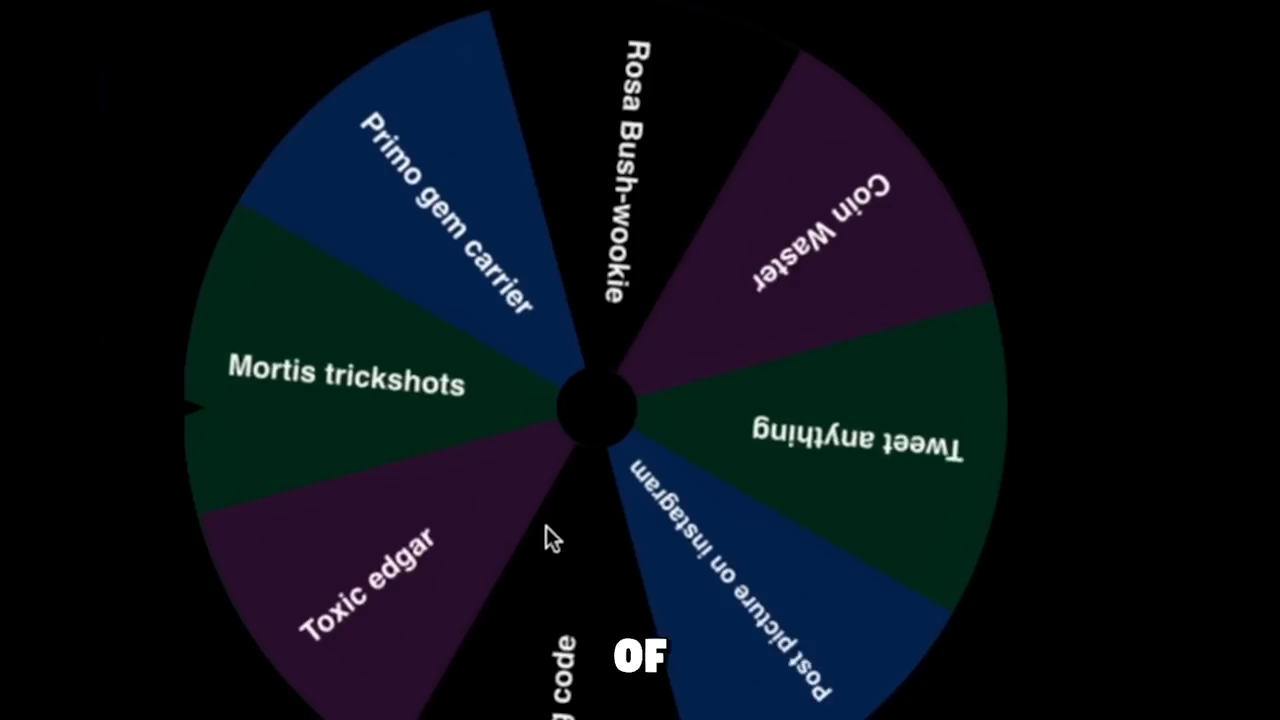 Rosa Bush-wookie
Primo gem carrier
Coin Waster
Mortis trickshots
Tweet anything
Toxic edgar
Post picture on instagram
code
OF